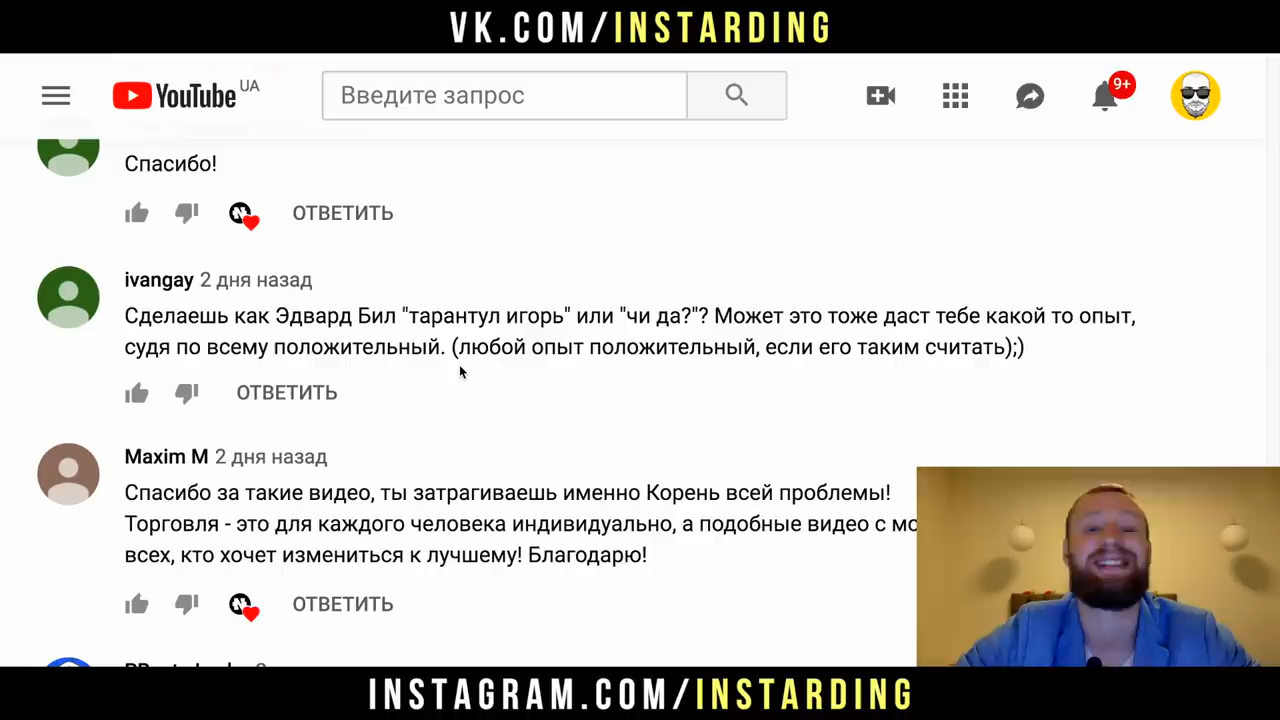 VK.COM/INSTARDING
YouTube UA
Введите запрос
9+
Спасибо!
ОТВЕТИТЬ
ivangay 2 дня назад
Сделаешь как Эдвард Бил "тарантул игорь" или "чи да?"? Может это тоже даст тебе какой то опыт,
судя по всему положительный. (любой опыт положительный, если его таким считать);)
ОТВЕТИТЬ
Maxim M 2 дня назад
Спасибо за такие видео, ты затрагиваешь именно Корень всей проблемы!
Торговля - это для каждого человека индивидуально, а подобные видео с
всех, кто хочет измениться к лучшему! Благодарю!
ОТВЕТИТЬ
INSTAGRAM.COM/INSTARDING